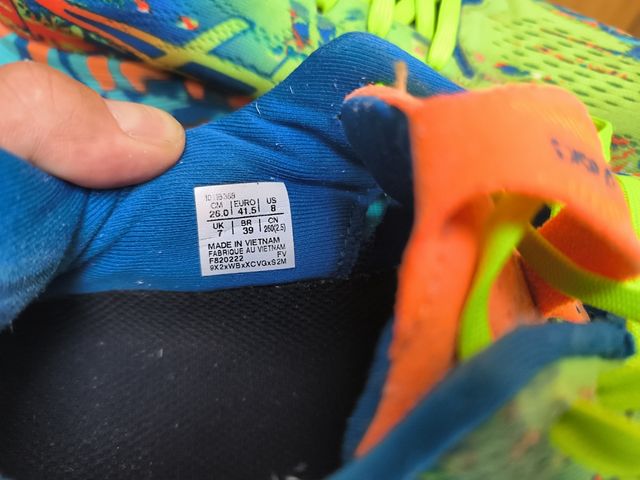 CM EURO US
26.0 41.5 8
UK BR CN
7 39 260(2.5)
MADE IN VIETNAM
FABRIQUE AU VIETNAM
F820222 FV
9X2xWBxXCVGxS2M